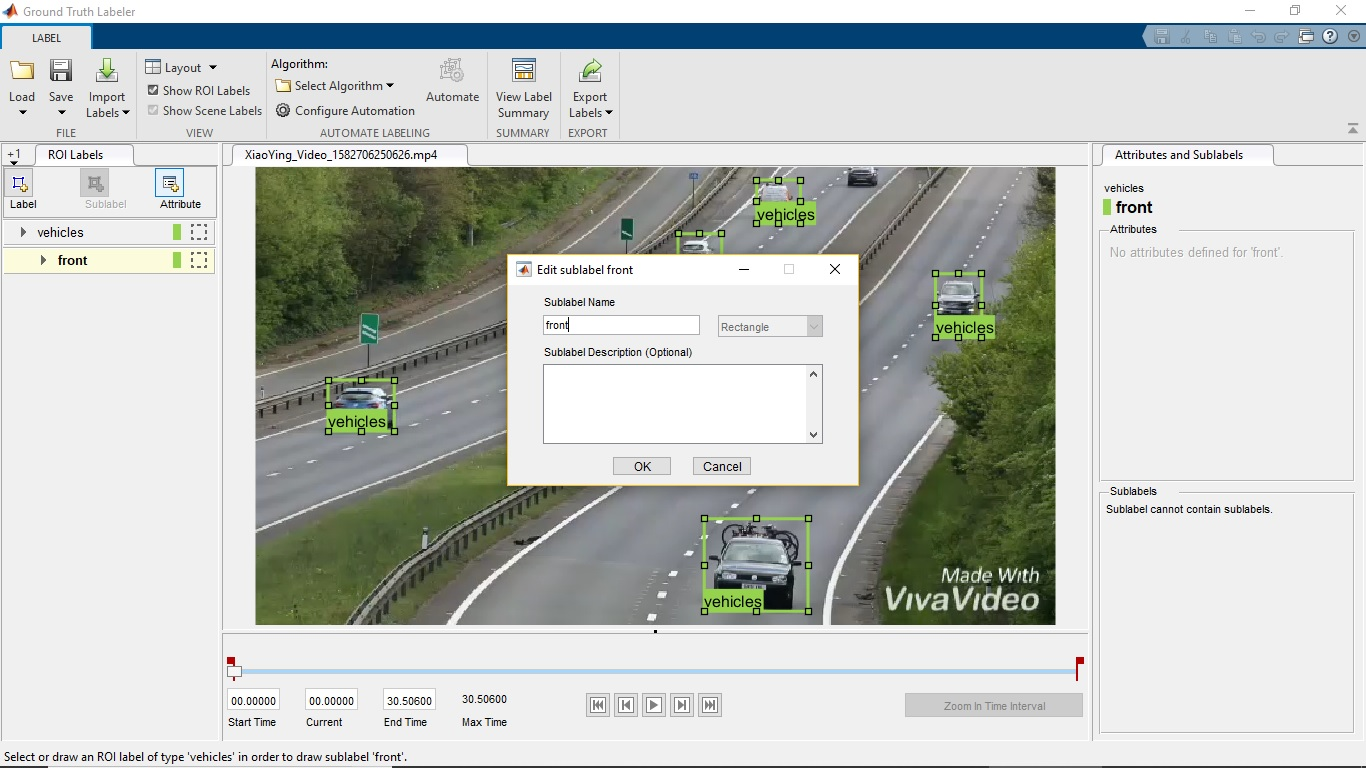 Ground Truth Labeler
LABEL
Load
Save
Import
Labels
FILE
Layout
Show ROI Labels
Show Scene Labels
VIEW
Algorithm:
Select Algorithm
Configure Automation
Automate
AUTOMATE LABELING
View Label
Summary
SUMMARY
Export
Labels
EXPORT
+1
ROI Labels
Label
Sublabel
Attribute
vehicles
front
XiaoYing_Video_1582706250626.mp4
vehicles
vehicles
vehicles
vehicles
Made With
VivaVideo
Edit sublabel front
Sublabel Name
front
Rectangle
Sublabel Description (Optional)
OK
Cancel
00.00000
00.00000
30.50600
30.50600
Start Time
Current
End Time
Max Time
Zoom In Time Interval
Attributes and Sublabels
vehicles
front
Attributes
No attributes defined for 'front'.
Sublabels
Sublabel cannot contain sublabels.
Select or draw an ROI label of type 'vehicles' in order to draw sublabel 'front'.